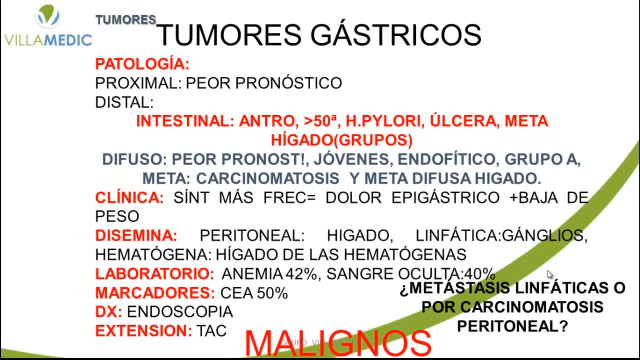 TUMORES
VILLAMEDIC
TUMORES GÁSTRICOS
PATOLOGÍA:
PROXIMAL: PEOR PRONÓSTICO
DISTAL:
INTESTINAL: ANTRO, >50ª, H.PYLORI, ÚLCERA, META
HÍGADO(GRUPOS)
DIFUSO: PEOR PRONOST!, JÓVENES, ENDOFÍTICO, GRUPO A,
META: CARCINOMATOSIS Y META DIFUSA HIGADO.
CLÍNICA: SÍNT MÁS FREC= DOLOR EPIGÁSTRICO +BAJA DE
PESO
DISEMINA: PERITONEAL: HIGADO, LINFÁTICA:GÁNGLIOS,
HEMATÓGENA: HÍGADO DE LAS HEMATÓGENAS
LABORATORIO: ANEMIA 42%, SANGRE OCULTA:40%
MARCADORES: CEA 50%
DX: ENDOSCOPIA
EXTENSION: TAC
¿METÁSTASIS LINFÁTICAS O
POR CARCINOMATOSIS
PERITONEAL?
MALIGNOS